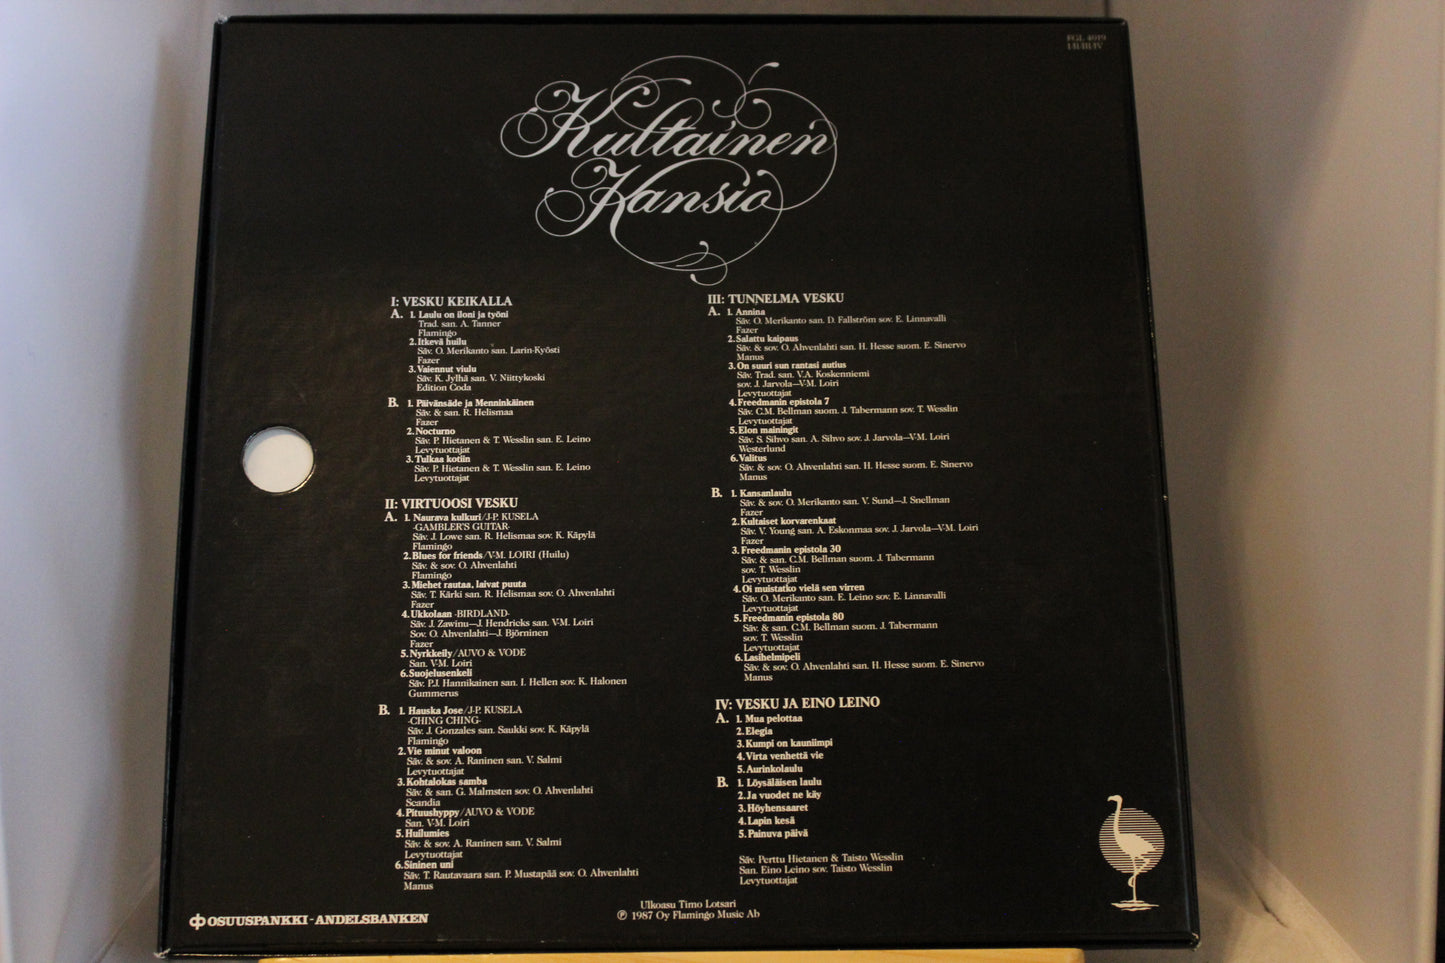 FGL 4019
I-II-III-IV
Kultainen
Kansio
I: VESKU KEIKALLA
A. 1. Laulu on iloni ja työni
Trad. san. A. Tanner
Flamingo
2. Itkevä huilu
Säv. O. Merikanto san. Larin-Kyösti
Fazer
3. Vaiennut viulu
Säv. K. Jylhä san. V. Niittykoski
Edition Coda
B. 1. Päivänsäde ja Menninkäinen
Säv & san. R. Helismaa
Fazer
2. Nocturno
Säv. P. Hietanen & T. Wesslin san. E. Leino
Levytuottajat
3. Tulkaa kotiin
Säv. P. Hietanen & T. Wesslin san. E. Leino
Levytuottajat
II: VIRTUOOSI VESKU
A. 1. Naurava kulkuri/J-P. KUSELA
-GAMBLER'S GUITAR-
Säv. J. Lowe san. R. Helismaa sov. K. Käpylä
Flamingo
2. Blues for friends/V-M. LOIRI (Huilu)
Säv. & sov. O. Ahvenlahti
Flamingo
3. Miehet rautaa, laivat puuta
Säv. T. Kärki san. R. Helismaa sov. O. Ahvenlahti
Fazer
4. Ukkolaan -BIRDLAND-
Säv. J. Zawinu—J. Hendricks san. V-M. Loiri
Sov. O. Ahvenlahti—J. Björninen
Fazer
5. Nyrkkeily/AUVO & VODE
San. V-M. Loiri
6. Suojelusenkeli
Säv. P.J. Hannikainen san. I. Hellen sov. K. Halonen
Gummerus
B. 1. Hauska Jose/J-P. KUSELA
-CHING CHING-
Säv. J. Gonzales san. Saukki sov. K. Käpylä
Flamingo
2. Vie minut valoon
Säv. & sov. A. Raninen san. V. Salmi
Levytuottajat
3. Kohtalokas samba
Säv. & san. G. Malmsten sov. O. Ahvenlahti
Scandia
4. Pituushyppy/AUVO & VODE
San. V-M. Loiri
5. Huilumies
Säv. & sov. A. Raninen san. V. Salmi
Levytuottajat
6. Sininen uni
Säv. T. Rautavaara san. P. Mustapää sov. O. Ahvenlahti
Manus
III: TUNNELMA VESKU
A. 1. Annina
Säv. O. Merikanto san. D. Fallström sov. E. Linnavalli
Fazer
2. Salattu kaipaus
Säv. & sov. O. Ahvenlahti san. H. Hesse suom. E. Sinervo
Manus
3. On suuri sun rantasi autius
Säv. Trad. san. V.A. Koskenniemi
sov. J. Jarvola—V-M. Loiri
Levytuottajat
4. Freedmanin epistola 7
Säv. C.M. Bellman suom. J. Tabermann sov. T. Wesslin
Levytuottajat
5. Elon mainingit
Säv. S. Sihvo san. A. Sihvo sov. J. Jarvola—V-M. Loiri
Westerlund
6. Valitus
Säv. & sov. O. Ahvenlahti san. H. Hesse suom. E. Sinervo
Manus
B. 1. Kansanlaulu
Säv. & sov. O. Merikanto san. V. Sund—J. Snellman
Fazer
2. Kultaiset korvarenkaat
Säv. V. Young san. A. Eskonmaa sov. J. Jarvola—V-M. Loiri
Fazer
3. Freedmanin epistola 30
Säv. & san. C.M. Bellman suom. J. Tabermann
sov. T. Wesslin
Levytuottajat
4. Oi muistatko vielä sen virren
Säv. O. Merikanto san. E. Leino sov. E. Linnavalli
Levytuottajat
5. Freedmanin epistola 80
Säv. & san. C.M. Bellman suom. J. Tabermann
sov. T. Wesslin
Levytuottajat
6. Lasihelmipeli
Säv. & sov. O. Ahvenlahti san. H. Hesse suom. E. Sinervo
Manus
IV: VESKU JA EINO LEINO
A. 1. Mua pelottaa
2. Elegia
3. Kumpi on kauniimpi
4. Virta venhettä vie
5. Aurinkolaulu
B. 1. Löysäläisen laulu
2. Ja vuodet ne käy
3. Höyhensaaret
4. Lapin kesä
5. Painuva päivä
Säv. Perttu Hietanen & Taisto Wesslin
San. Eino Leino sov. Taisto Wesslin
Levytuottajat
OSUUSPANKKI - ANDELSBANKEN
Ulkoasu Timo Lotsari
℗ 1987 Oy Flamingo Music Ab